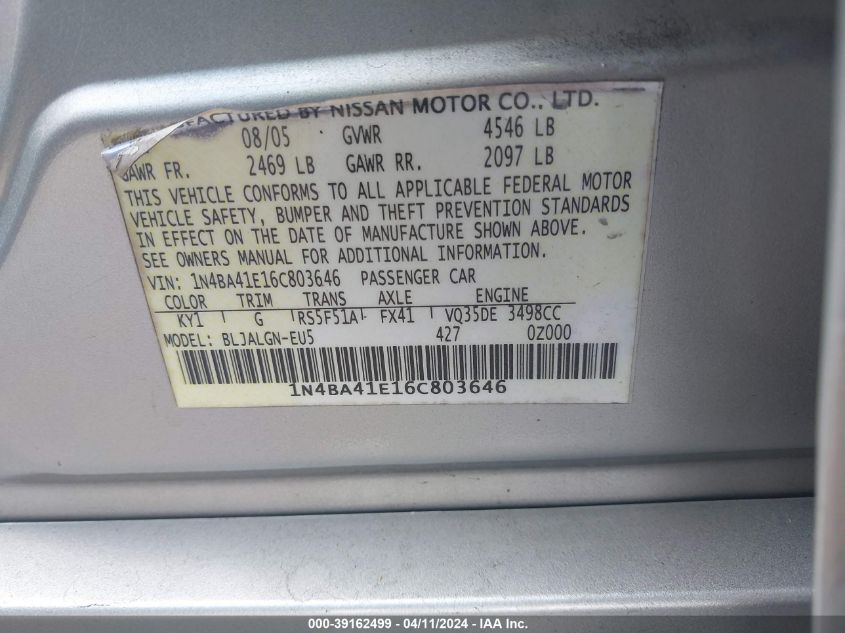 BY NISSAN MOTOR CO., LTD.
08/05 GVWR 4546 LB
GAWR FR. 2469 LB GAWR RR. 2097 LB
THIS VEHICLE CONFORMS TO ALL APPLICABLE FEDERAL MOTOR
VEHICLE SAFETY, BUMPER AND THEFT PREVENTION STANDARDS
IN EFFECT ON THE DATE OF MANUFACTURE SHOWN ABOVE.
SEE OWNERS MANUAL FOR ADDITIONAL INFORMATION.
VIN: 1N4BA41E16C803646 PASSENGER CAR
COLOR TRIM TRANS AXLE ENGINE
KY1 G RS5F51A FX41 VQ35DE 3498CC
MODEL: BLJALGN-EU5 427 0Z000
1N4BA41E16C803646
000-39162499 - 04/11/2024 - IAA Inc.